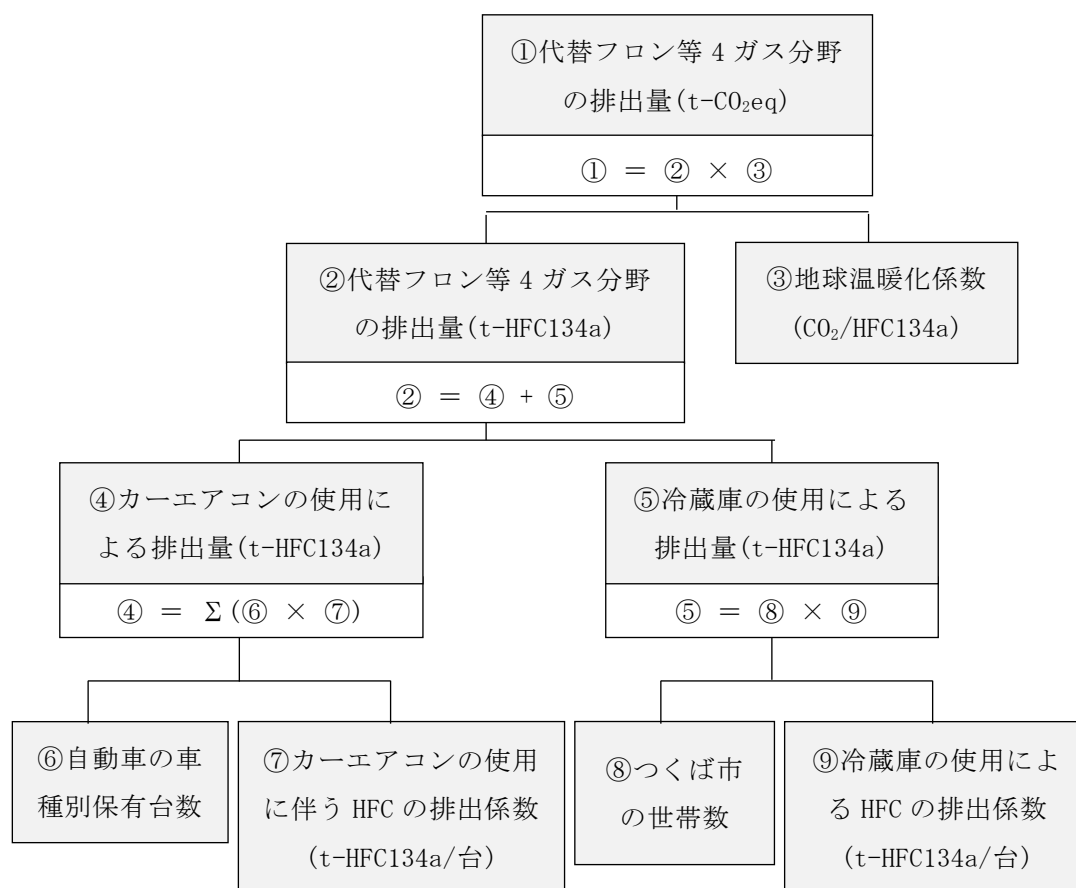 ①代替フロン等 4 ガス分野
の排出量(t-CO₂eq)
① = ② × ③
②代替フロン等 4 ガス分野
の排出量(t-HFC134a)
② = ④ + ⑤
③地球温暖化係数
(CO₂/HFC134a)
④カーエアコンの使用に
よる排出量(t-HFC134a)
④ = Σ(⑥ × ⑦)
⑤冷蔵庫の使用による
排出量(t-HFC134a)
⑤ = ⑧ × ⑨
⑥自動車の車
種別保有台数
⑦カーエアコンの使用
に伴う HFC の排出係数
(t-HFC134a/台)
⑧つくば市
の世帯数
⑨冷蔵庫の使用によ
る HFC の排出係数
(t-HFC134a/台)